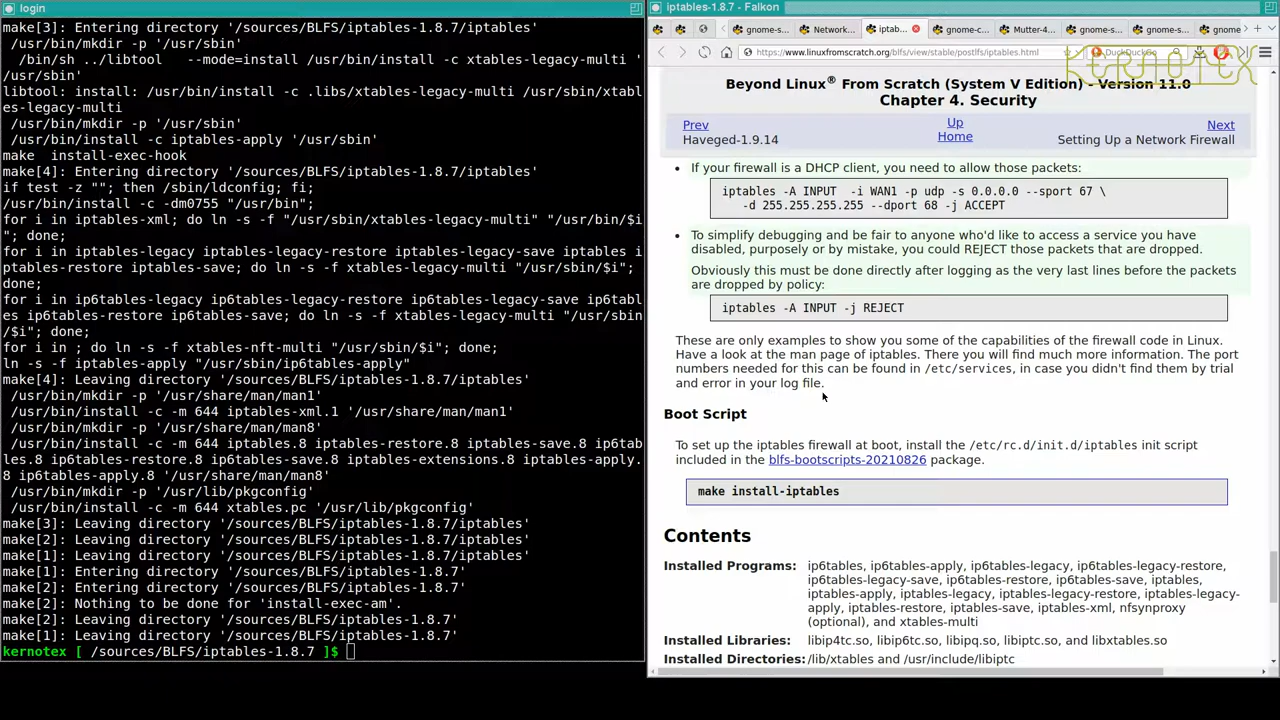 login
make[3]: Entering directory '/sources/BLFS/iptables-1.8.7/iptables'
/usr/bin/mkdir -p '/usr/sbin'
/bin/sh ../libtool   --mode=install /usr/bin/install -c xtables-legacy-multi '
/usr/sbin'
libtool: install: /usr/bin/install -c .libs/xtables-legacy-multi /usr/sbin/xtabl
es-legacy-multi
/usr/bin/mkdir -p '/usr/sbin'
/usr/bin/install -c iptables-apply '/usr/sbin'
make  install-exec-hook
make[4]: Entering directory '/sources/BLFS/iptables-1.8.7/iptables'
if test -z ""; then /sbin/ldconfig; fi;
/usr/bin/install -c -dm0755 "/usr/bin";
for i in iptables-xml; do ln -s -f "/usr/sbin/xtables-legacy-multi" "/usr/bin/$i
"; done;
for i in iptables-legacy iptables-legacy-restore iptables-legacy-save iptables i
ptables-restore iptables-save; do ln -s -f xtables-legacy-multi "/usr/sbin/$i";
done;
for i in ip6tables-legacy ip6tables-legacy-restore ip6tables-legacy-save ip6tabl
es ip6tables-restore ip6tables-save; do ln -s -f xtables-legacy-multi "/usr/sbin
/$i"; done;
for i in ; do ln -s -f xtables-nft-multi "/usr/sbin/$i"; done;
ln -s -f iptables-apply "/usr/sbin/ip6tables-apply"
make[4]: Leaving directory '/sources/BLFS/iptables-1.8.7/iptables'
/usr/bin/mkdir -p '/usr/share/man/man1'
/usr/bin/install -c -m 644 iptables-xml.1 '/usr/share/man/man1'
/usr/bin/mkdir -p '/usr/share/man/man8'
/usr/bin/install -c -m 644 iptables.8 iptables-restore.8 iptables-save.8 ip6tab
les.8 ip6tables-restore.8 ip6tables-save.8 iptables-extensions.8 iptables-apply.
8 ip6tables-apply.8 '/usr/share/man/man8'
/usr/bin/mkdir -p '/usr/lib/pkgconfig'
/usr/bin/install -c -m 644 xtables.pc '/usr/lib/pkgconfig'
make[3]: Leaving directory '/sources/BLFS/iptables-1.8.7/iptables'
make[2]: Leaving directory '/sources/BLFS/iptables-1.8.7/iptables'
make[1]: Leaving directory '/sources/BLFS/iptables-1.8.7/iptables'
make[1]: Entering directory '/sources/BLFS/iptables-1.8.7'
make[2]: Entering directory '/sources/BLFS/iptables-1.8.7'
make[2]: Nothing to be done for 'install-exec-am'.
make[2]: Leaving directory '/sources/BLFS/iptables-1.8.7'
make[1]: Leaving directory '/sources/BLFS/iptables-1.8.7'
kernotex [ /sources/BLFS/iptables-1.8.7 ]$
iptables-1.8.7 - Falkon
gnome-s... Network... iptab... gnome-c... Mutter-4... gnome-s... gnome-s... gnome
https://www.linuxfromscratch.org/blfs/view/stable/postlfs/iptables.html DuckDuckGo
KERNOTEX
Beyond Linux® From Scratch (System V Edition) - Version 11.0
Chapter 4. Security
Prev Up Next
Haveged-1.9.14 Home Setting Up a Network Firewall
• If your firewall is a DHCP client, you need to allow those packets:
iptables -A INPUT  -i WAN1 -p udp -s 0.0.0.0 --sport 67 \
-d 255.255.255.255 --dport 68 -j ACCEPT
• To simplify debugging and be fair to anyone who'd like to access a service you have
disabled, purposely or by mistake, you could REJECT those packets that are dropped.
Obviously this must be done directly after logging as the very last lines before the packets
are dropped by policy:
iptables -A INPUT -j REJECT
These are only examples to show you some of the capabilities of the firewall code in Linux.
Have a look at the man page of iptables. There you will find much more information. The port
numbers needed for this can be found in /etc/services, in case you didn't find them by trial
and error in your log file.
Boot Script
To set up the iptables firewall at boot, install the /etc/rc.d/init.d/iptables init script
included in the blfs-bootscripts-20210826 package.
make install-iptables
Contents
Installed Programs: ip6tables, ip6tables-apply, ip6tables-legacy, ip6tables-legacy-restore,
ip6tables-legacy-save, ip6tables-restore, ip6tables-save, iptables,
iptables-apply, iptables-legacy, iptables-legacy-restore, iptables-legacy-
apply, iptables-restore, iptables-save, iptables-xml, nfsynproxy
(optional), and xtables-multi
Installed Libraries: libip4tc.so, libip6tc.so, libipq.so, libiptc.so, and libxtables.so
Installed Directories: /lib/xtables and /usr/include/libiptc